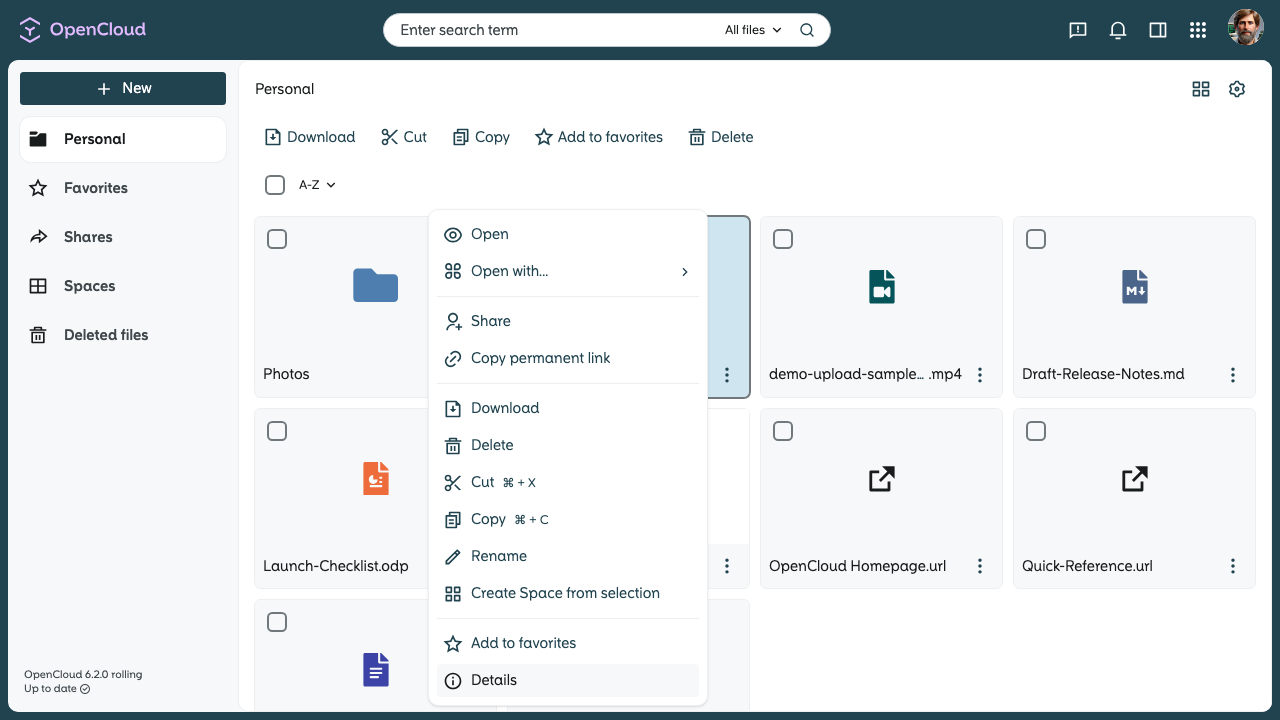 OpenCloud
Enter search term
All files
New
Personal
Favorites
Shares
Spaces
Deleted files
OpenCloud 6.2.0 rolling
Up to date
Personal
Download
Cut
Copy
Add to favorites
Delete
A-Z
Photos
demo-upload-sample… .mp4
Draft-Release-Notes.md
M
Launch-Checklist.odp
OpenCloud Homepage.url
Quick-Reference.url
Open
Open with...
Share
Copy permanent link
Download
Delete
Cut ⌘ + X
Copy ⌘ + C
Rename
Create Space from selection
Add to favorites
Details